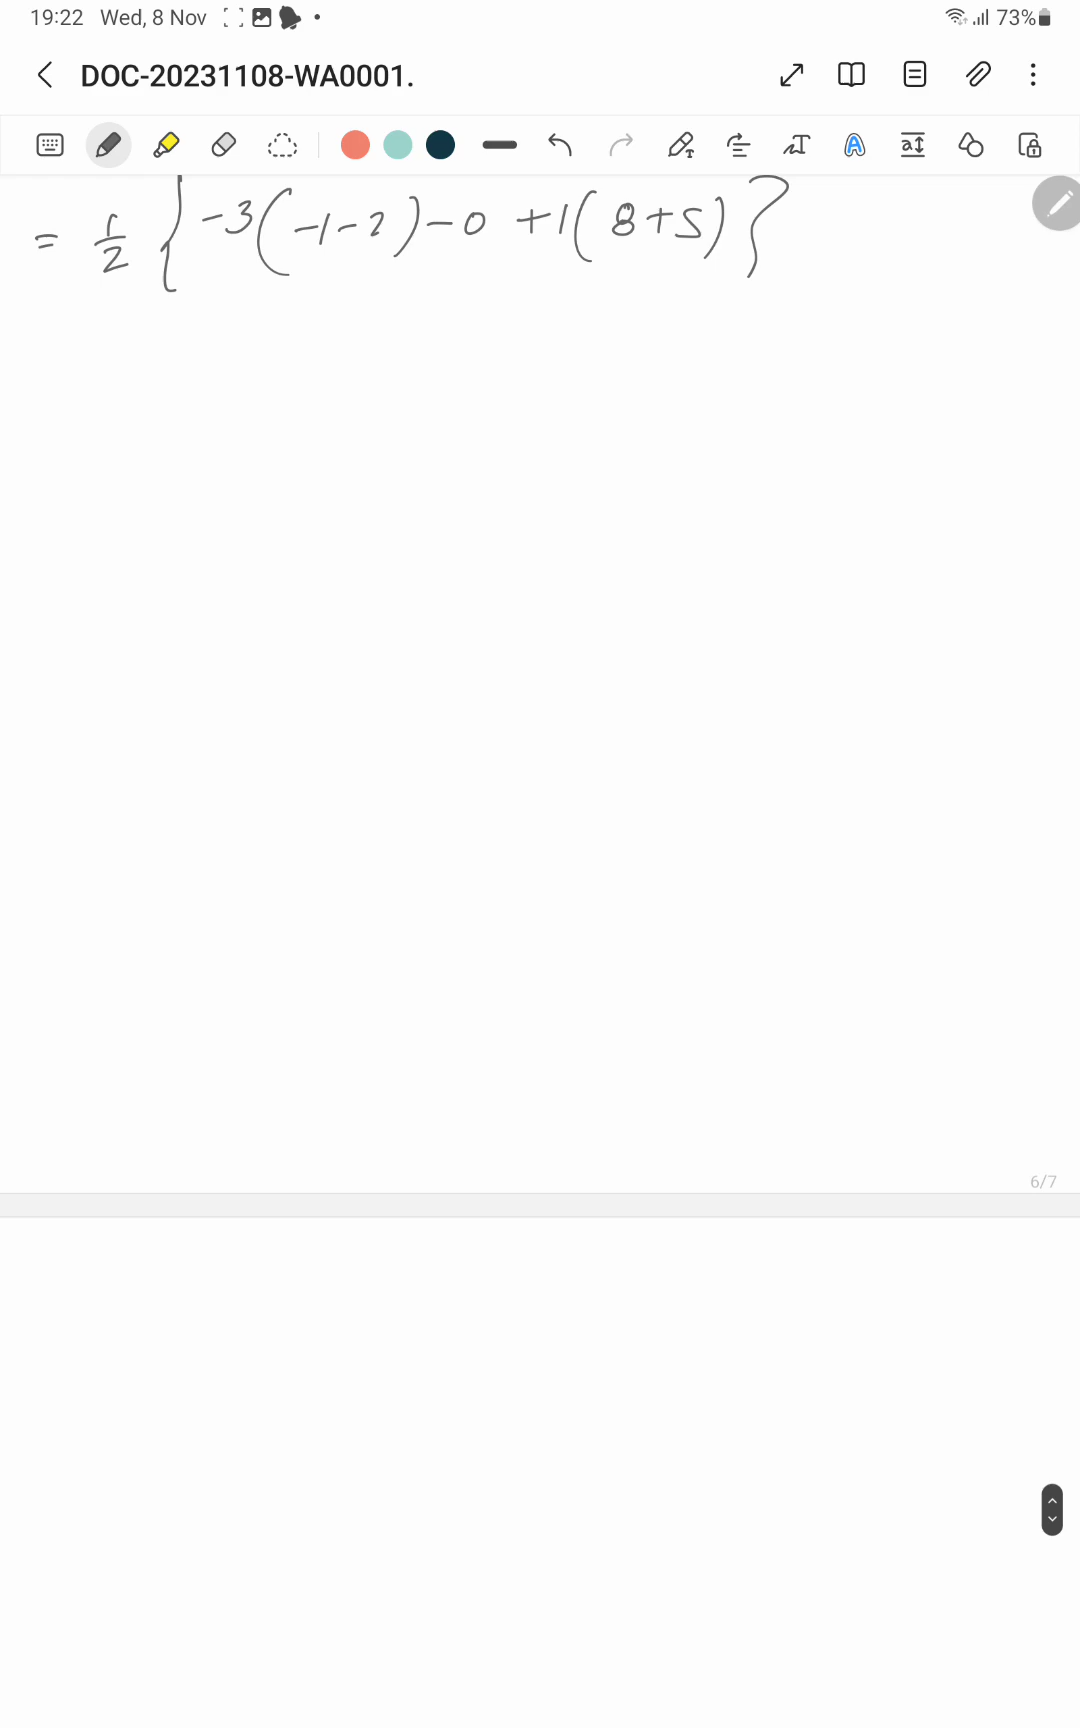 19:22 Wed, 8 Nov 73%
DOC-20231108-WA0001.
= 1/2 { -3(-1-2)-0 +1(8+5)}
6/7